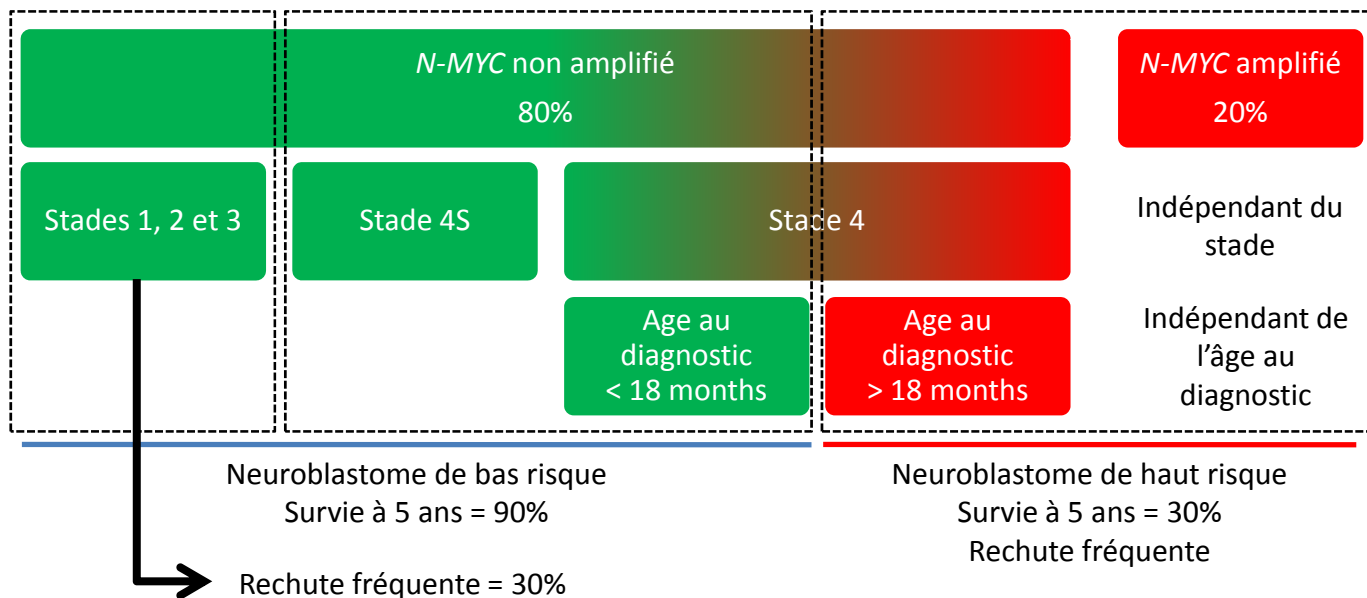 N-MYC non amplifié
80%
N-MYC amplifié
20%
Stades 1, 2 et 3
Stade 4S
Stade 4
Indépendant du
stade
Age au
diagnostic
< 18 months
Age au
diagnostic
> 18 months
Indépendant de
l’âge au
diagnostic
Neuroblastome de bas risque
Survie à 5 ans = 90%
Rechute fréquente = 30%
Neuroblastome de haut risque
Survie à 5 ans = 30%
Rechute fréquente